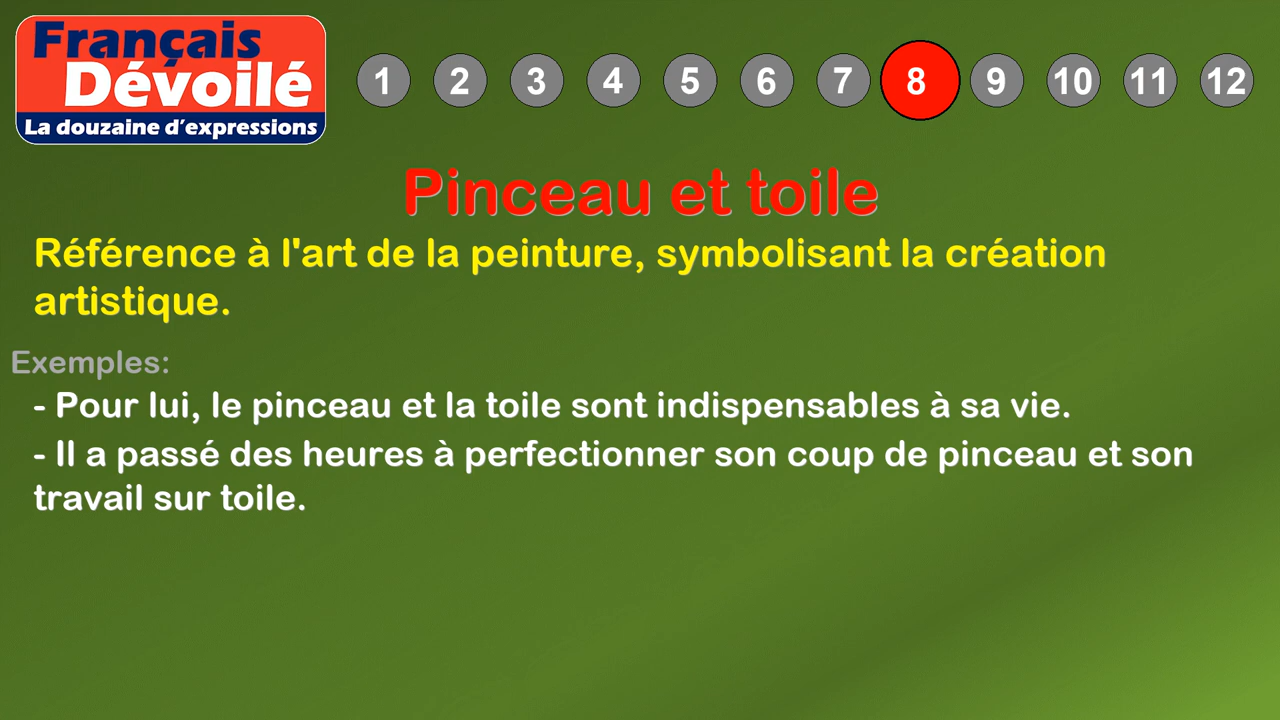 Français
Dévoilé
La douzaine d'expressions
1 2 3 4 5 6 7 8 9 10 11 12
Pinceau et toile
Référence à l'art de la peinture, symbolisant la création
artistique.
Exemples:
- Pour lui, le pinceau et la toile sont indispensables à sa vie.
- Il a passé des heures à perfectionner son coup de pinceau et son
travail sur toile.